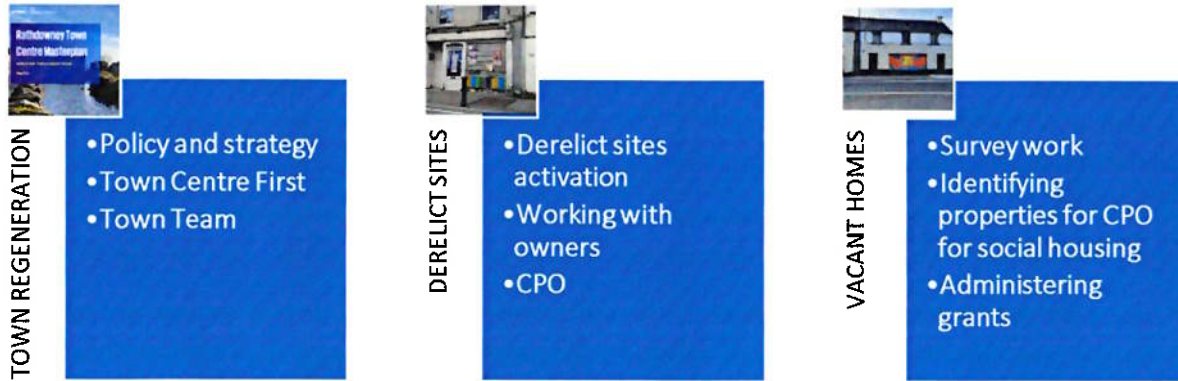 Rathdowney Town
Centre Masterplan
TOWN REGENERATION
•Policy and strategy
•Town Centre First
•Town Team
DERELICT SITES
•Derelict sites
activation
•Working with
owners
•CPO
VACANT HOMES
•Survey work
•Identifying
properties for CPO
for social housing
•Administering
grants